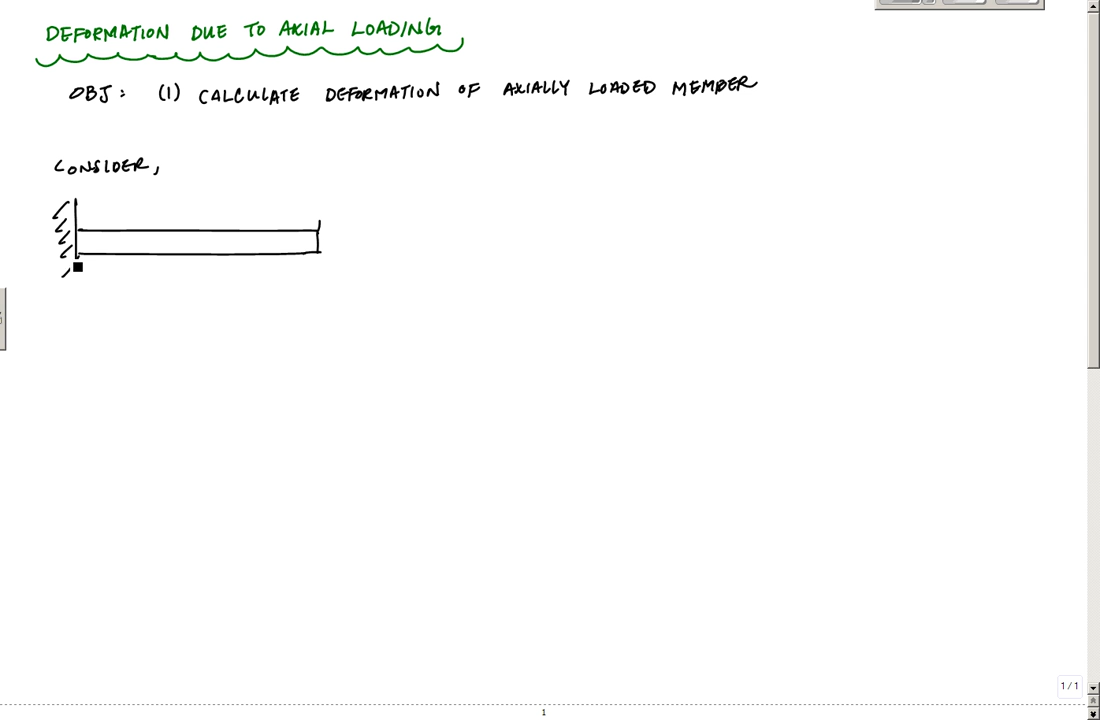 DEFORMATION DUE TO AXIAL LOADING
OBJ: (1) CALCULATE DEFORMATION OF AXIALLY LOADED MEMBER
CONSIDER,
1/1
1